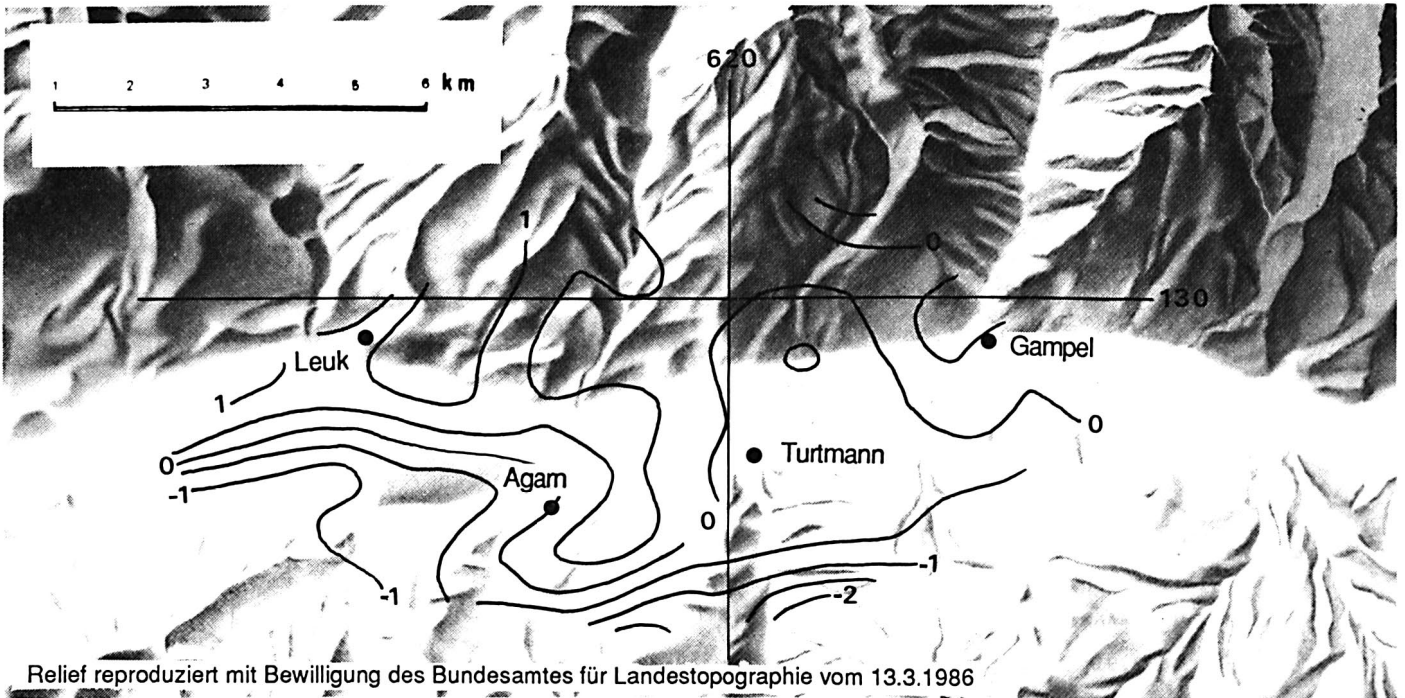 620
1 2 3 4 5 6 km
1
0
130
Leuk
Gampel
1
0
Turtmann
0
Agarn
-1
0
-1
-1
-2
Relief reproduziert mit Bewilligung des Bundesamtes für Landestopographie vom 13.3.1986